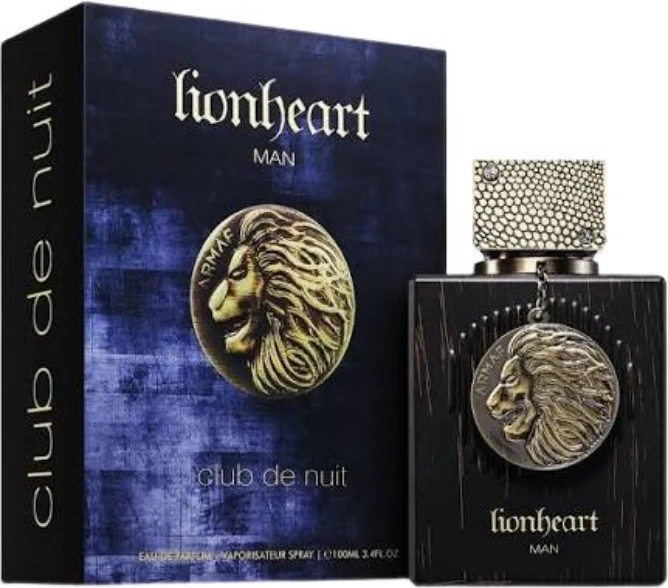 club de nuit
lionheart
MAN
ARMAF
club de nuit
EAU DE PARFUM - VAPORISATEUR SPRAY | ℮100ML 3.4FL.OZ
ARMAF
lionheart
MAN